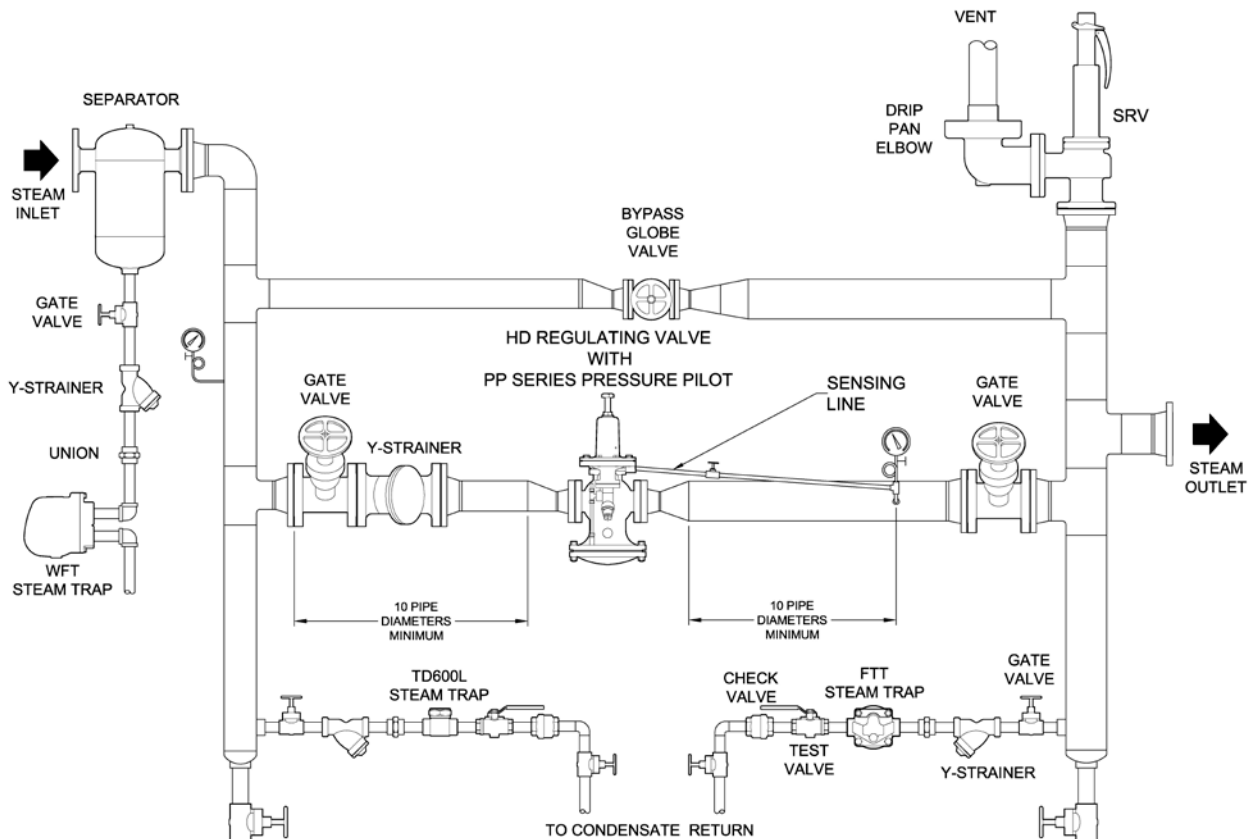 VENT
SEPARATOR
DRIP
PAN
ELBOW
SRV
STEAM
INLET
BYPASS
GLOBE
VALVE
GATE
VALVE
HD REGULATING VALVE
WITH
PP SERIES PRESSURE PILOT
Y-STRAINER
GATE
VALVE
SENSING
LINE
GATE
VALVE
Y-STRAINER
UNION
STEAM
OUTLET
WFT
STEAM TRAP
10 PIPE
DIAMETERS
MINIMUM
10 PIPE
DIAMETERS
MINIMUM
TD600L
STEAM TRAP
CHECK
VALVE
FTT
STEAM TRAP
GATE
VALVE
TEST
VALVE
Y-STRAINER
TO CONDENSATE RETURN